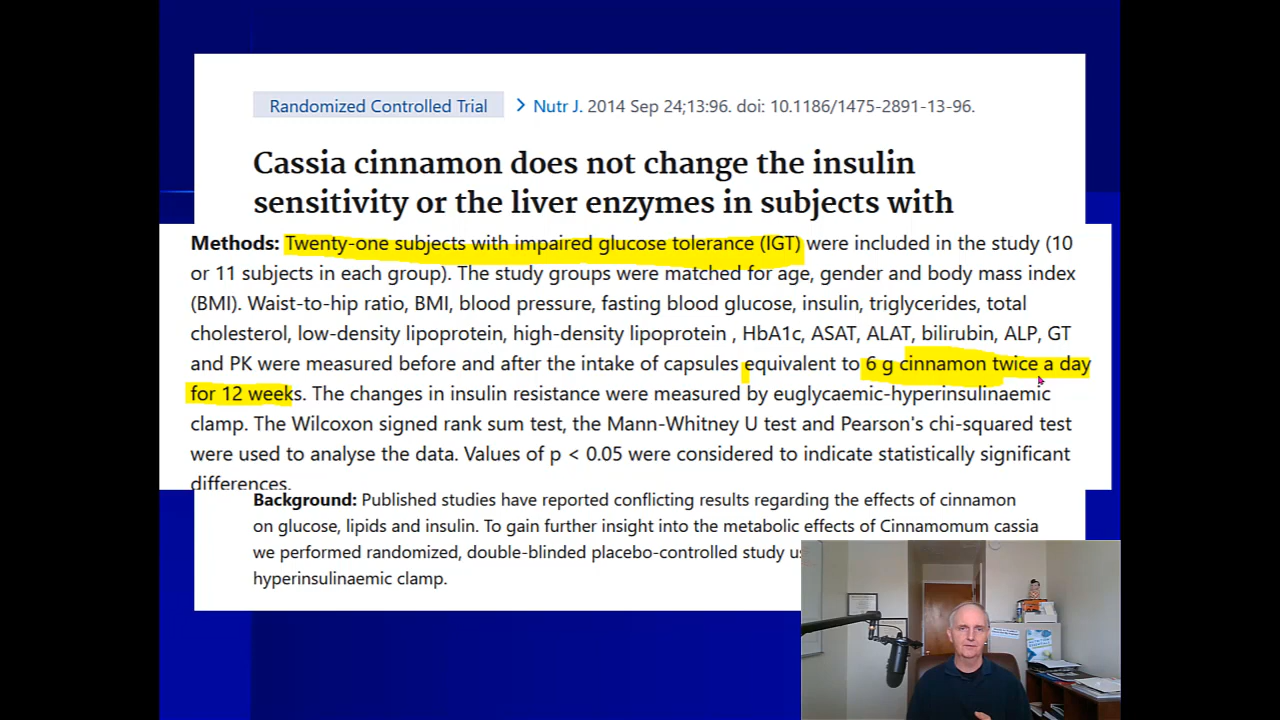 Randomized Controlled Trial > Nutr J. 2014 Sep 24;13:96. doi: 10.1186/1475-2891-13-96.
Cassia cinnamon does not change the insulin
sensitivity or the liver enzymes in subjects with
Methods: Twenty-one subjects with impaired glucose tolerance (IGT) were included in the study (10
or 11 subjects in each group). The study groups were matched for age, gender and body mass index
(BMI). Waist-to-hip ratio, BMI, blood pressure, fasting blood glucose, insulin, triglycerides, total
cholesterol, low-density lipoprotein, high-density lipoprotein , HbA1c, ASAT, ALAT, bilirubin, ALP, GT
and PK were measured before and after the intake of capsules equivalent to 6 g cinnamon twice a day
for 12 weeks. The changes in insulin resistance were measured by euglycaemic-hyperinsulinaemic
clamp. The Wilcoxon signed rank sum test, the Mann-Whitney U test and Pearson's chi-squared test
were used to analyse the data. Values of p < 0.05 were considered to indicate statistically significant
differences.
Background: Published studies have reported conflicting results regarding the effects of cinnamon
on glucose, lipids and insulin. To gain further insight into the metabolic effects of Cinnamomum cassia
we performed randomized, double-blinded placebo-controlled study
hyperinsulinaemic clamp.